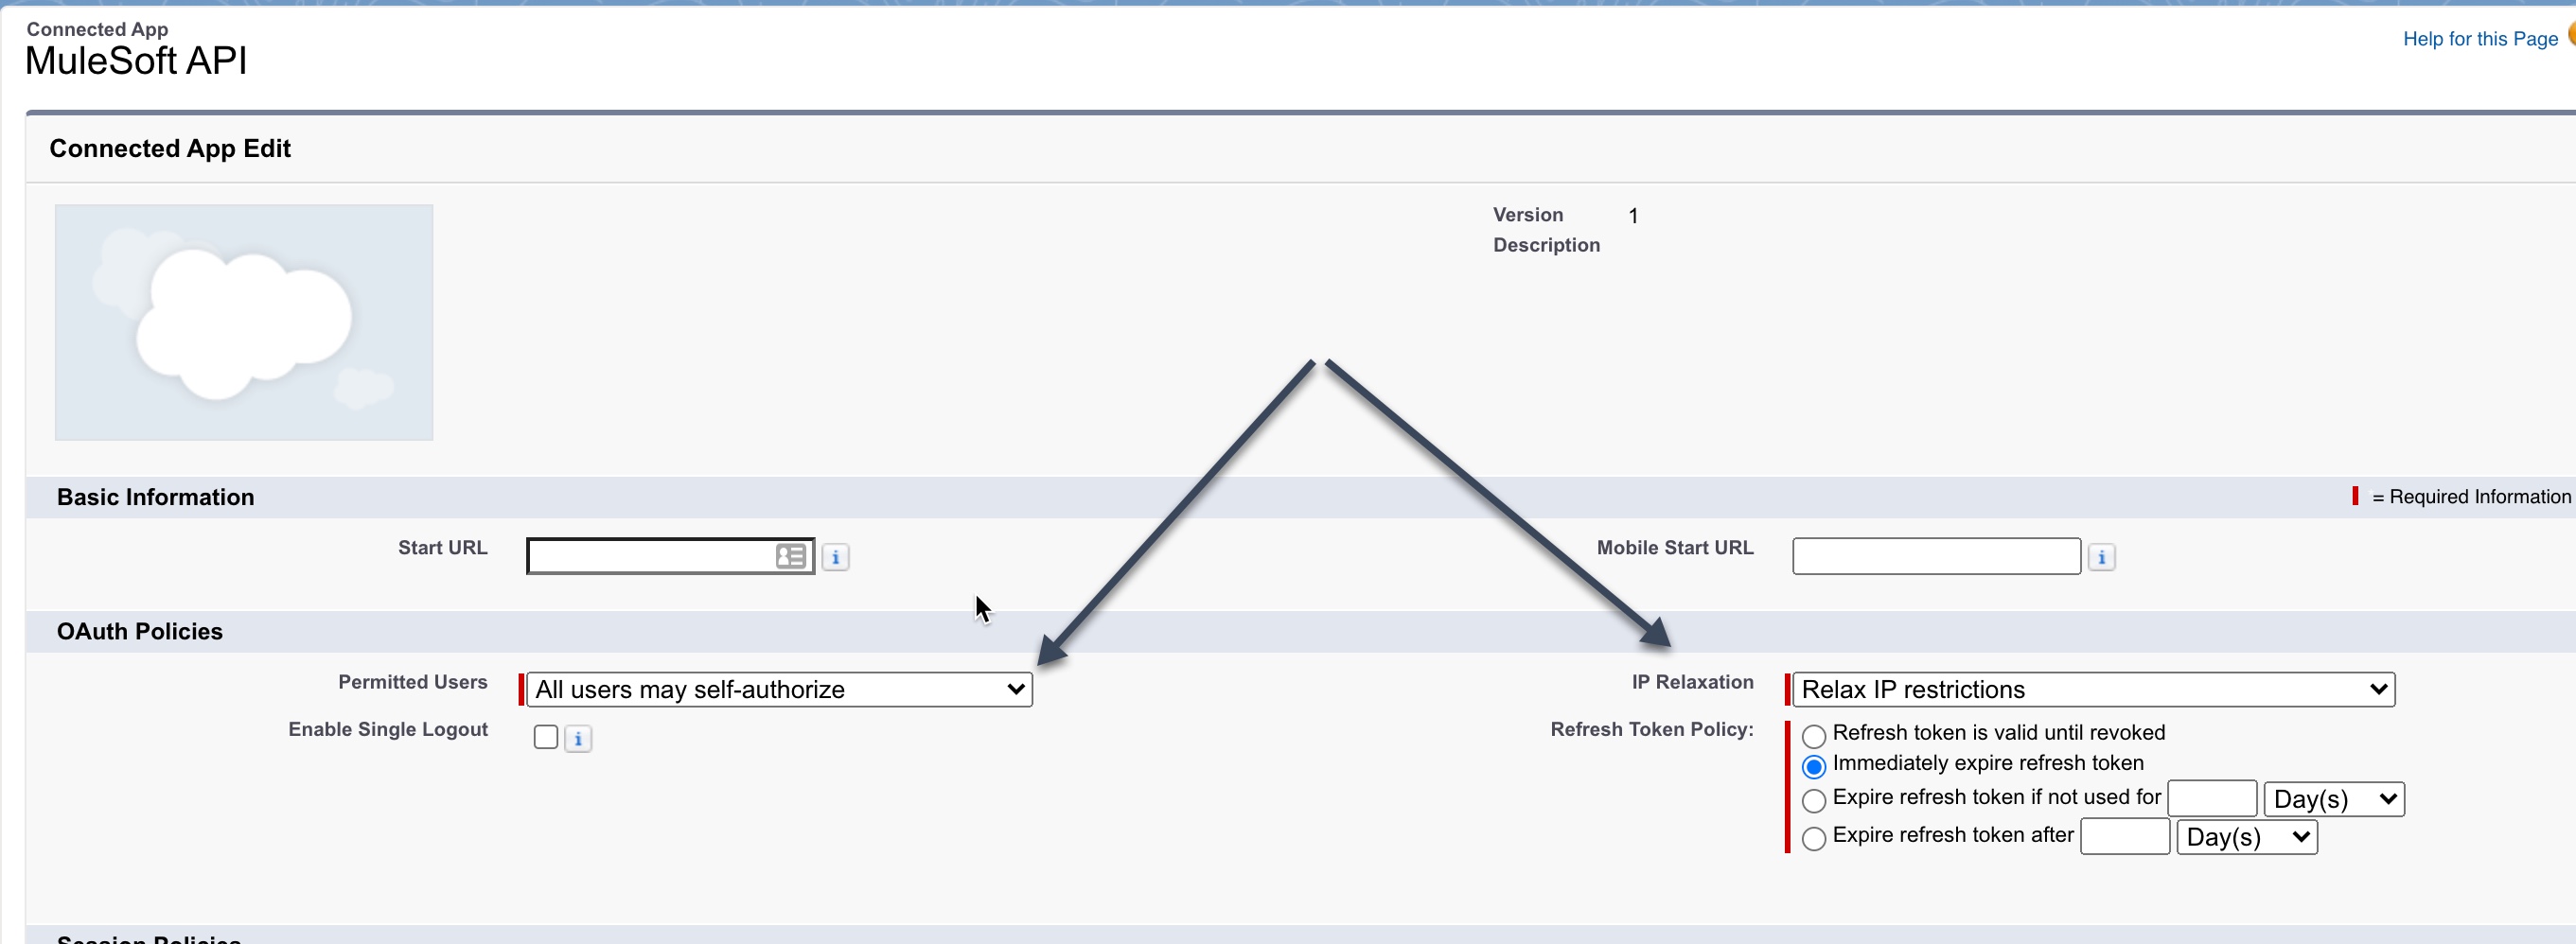 Connected App
MuleSoft API
Help for this Page
Connected App Edit
Version 1
Description
Basic Information
= Required Information
Start URL
Mobile Start URL
OAuth Policies
Permitted Users All users may self-authorize
IP Relaxation Relax IP restrictions
Enable Single Logout
Refresh Token Policy: Refresh token is valid until revoked
Immediately expire refresh token
Expire refresh token if not used for Day(s)
Expire refresh token after Day(s)
Session Policies